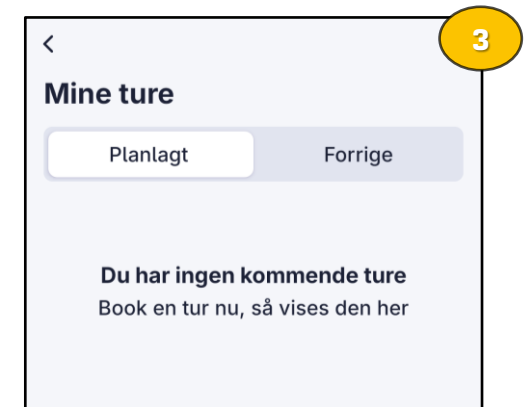 3
Mine ture
Planlagt Forrige
Du har ingen kommende ture
Book en tur nu, så vises den her